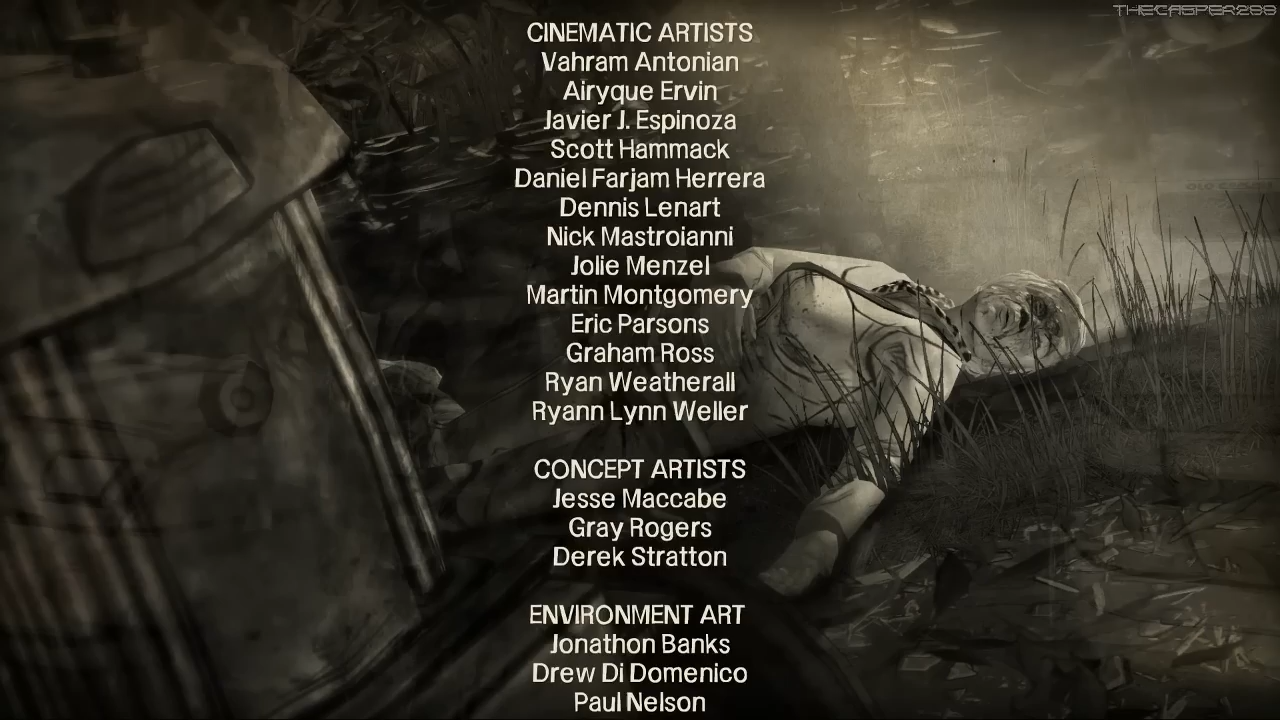 THECASPER288
CINEMATIC ARTISTS
Vahram Antonian
Airyque Ervin
Javier J. Espinoza
Scott Hammack
Daniel Farjam Herrera
Dennis Lenart
Nick Mastroianni
Jolie Menzel
Martin Montgomery
Eric Parsons
Graham Ross
Ryan Weatherall
Ryann Lynn Weller
CONCEPT ARTISTS
Jesse Maccabe
Gray Rogers
Derek Stratton
ENVIRONMENT ART
Jonathon Banks
Drew Di Domenico
Paul Nelson